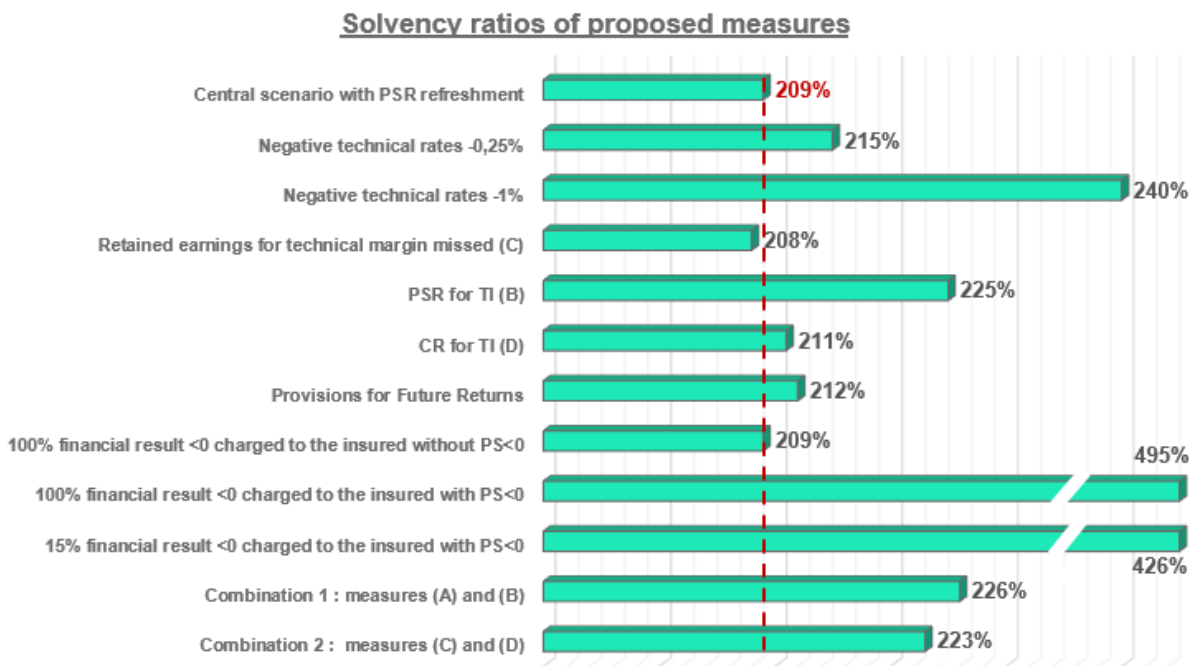 Solvency ratios of proposed measures
Central scenario with PSR refreshment 209%
Negative technical rates -0,25% 215%
Negative technical rates -1% 240%
Retained earnings for technical margin missed (C) 208%
PSR for TI (B) 225%
CR for TI (D) 211%
Provisions for Future Returns 212%
100% financial result <0 charged to the insured without PS<0 209%
100% financial result <0 charged to the insured with PS<0 495%
15% financial result <0 charged to the insured with PS<0 426%
Combination 1 : measures (A) and (B) 226%
Combination 2 : measures (C) and (D) 223%